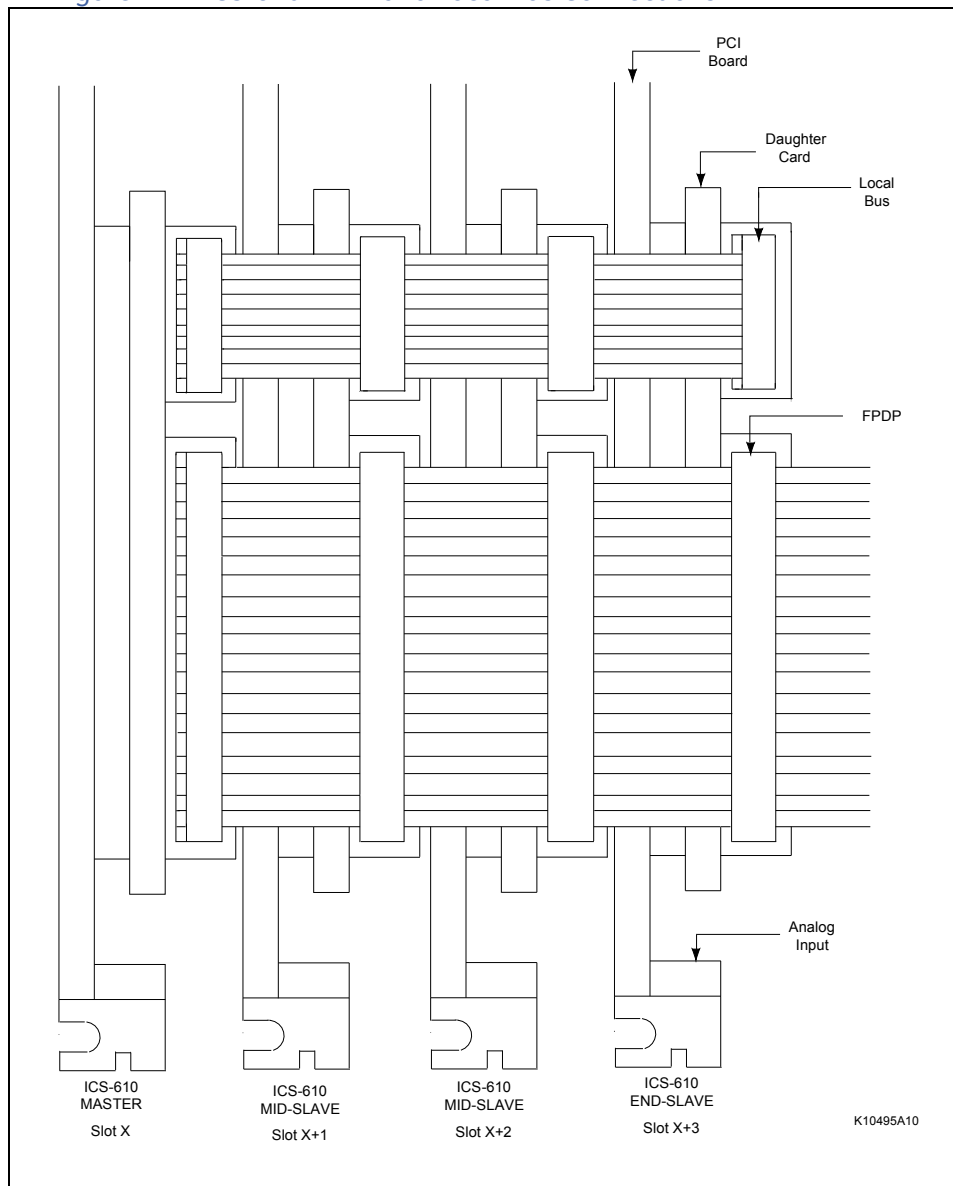 PCI
Board
Daughter
Card
Local
Bus
FPDP
Analog
Input
ICS-610
MASTER
Slot X
ICS-610
MID-SLAVE
Slot X+1
ICS-610
MID-SLAVE
Slot X+2
ICS-610
END-SLAVE
Slot X+3
K10495A10